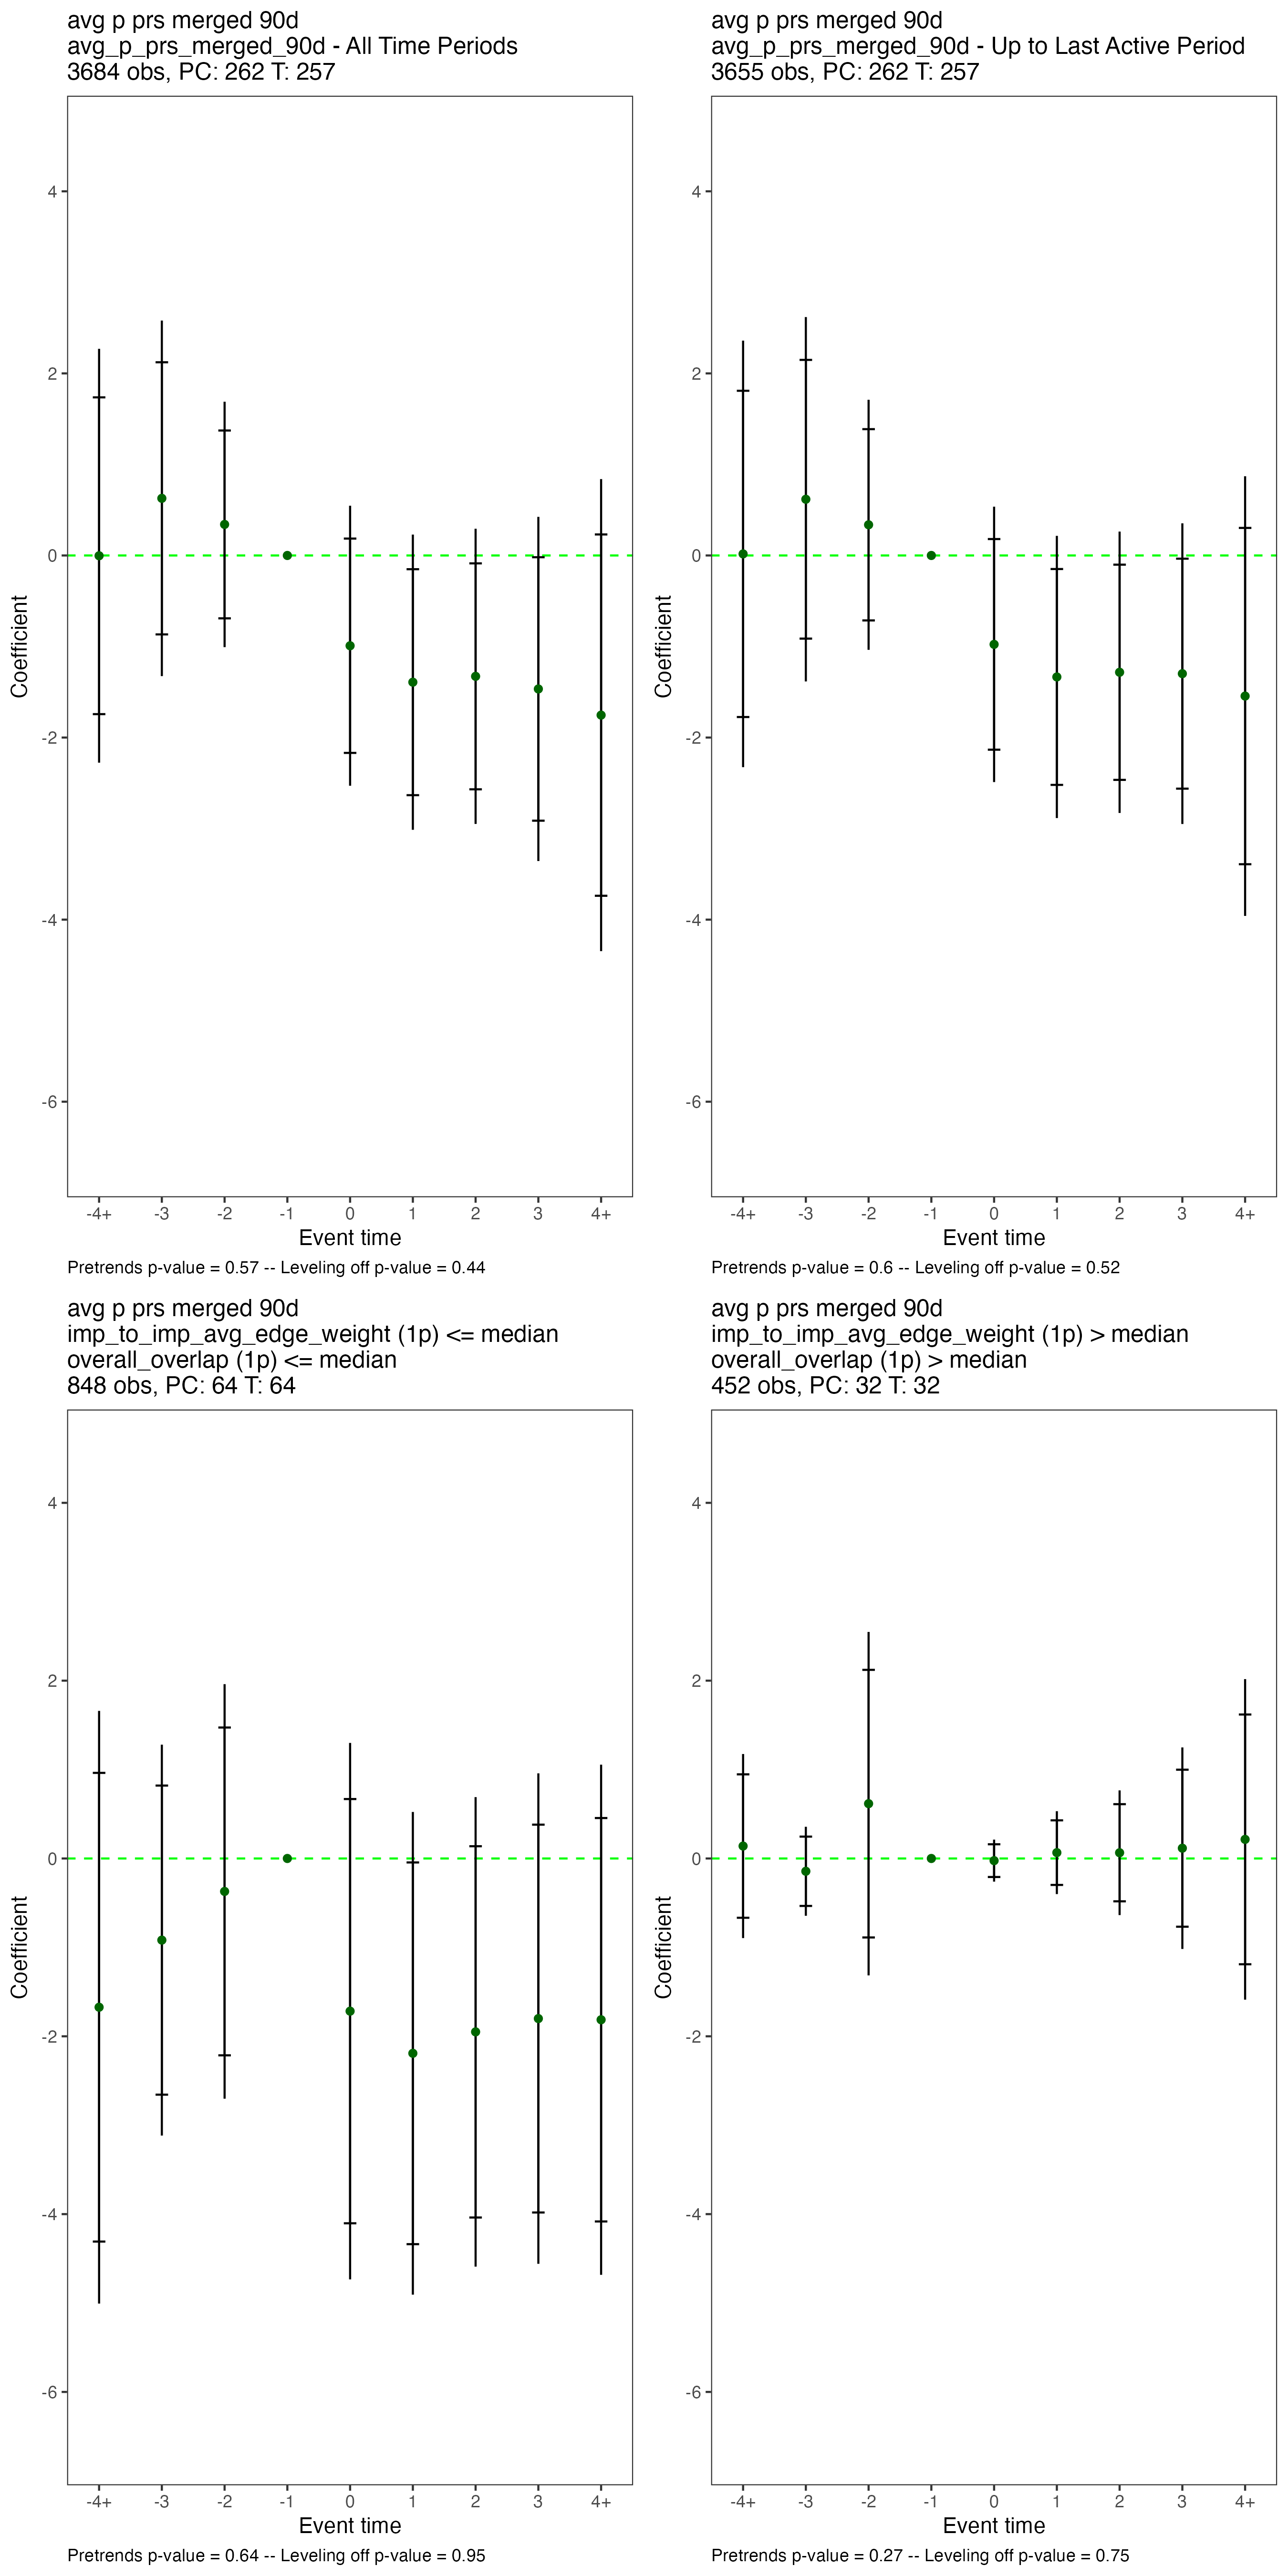 avg p prs merged 90d
avg_p_prs_merged_90d - All Time Periods
3684 obs, PC: 262 T: 257
4
2
0
-2
-4
-6
Coefficient
-4+ -3 -2 -1 0 1 2 3 4+
Event time
Pretrends p-value = 0.57 -- Leveling off p-value = 0.44
avg p prs merged 90d
avg_p_prs_merged_90d - Up to Last Active Period
3655 obs, PC: 262 T: 257
4
2
0
-2
-4
-6
Coefficient
-4+ -3 -2 -1 0 1 2 3 4+
Event time
Pretrends p-value = 0.6 -- Leveling off p-value = 0.52
avg p prs merged 90d
imp_to_imp_avg_edge_weight (1p) <= median
overall_overlap (1p) <= median
848 obs, PC: 64 T: 64
4
2
0
-2
-4
-6
Coefficient
-4+ -3 -2 -1 0 1 2 3 4+
Event time
Pretrends p-value = 0.64 -- Leveling off p-value = 0.95
avg p prs merged 90d
imp_to_imp_avg_edge_weight (1p) > median
overall_overlap (1p) > median
452 obs, PC: 32 T: 32
4
2
0
-2
-4
-6
Coefficient
-4+ -3 -2 -1 0 1 2 3 4+
Event time
Pretrends p-value = 0.27 -- Leveling off p-value = 0.75